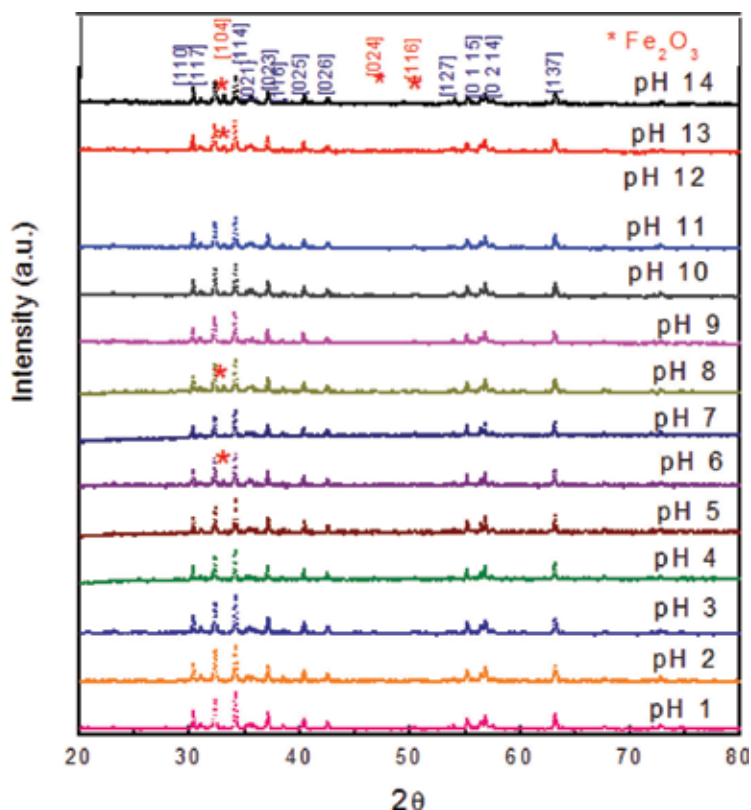 [110]
[117]
[104]
[114]
[021]
[023]
[116]
[025]
[026]
[024]
[116]
[127]
[0 1 15]
[0 2 14]
[137]
* Fe₂O₃
pH 14
pH 13
pH 12
pH 11
pH 10
pH 9
pH 8
pH 7
pH 6
pH 5
pH 4
pH 3
pH 2
pH 1
Intensity (a.u.)
20 30 40 50 60 70 80
2θ